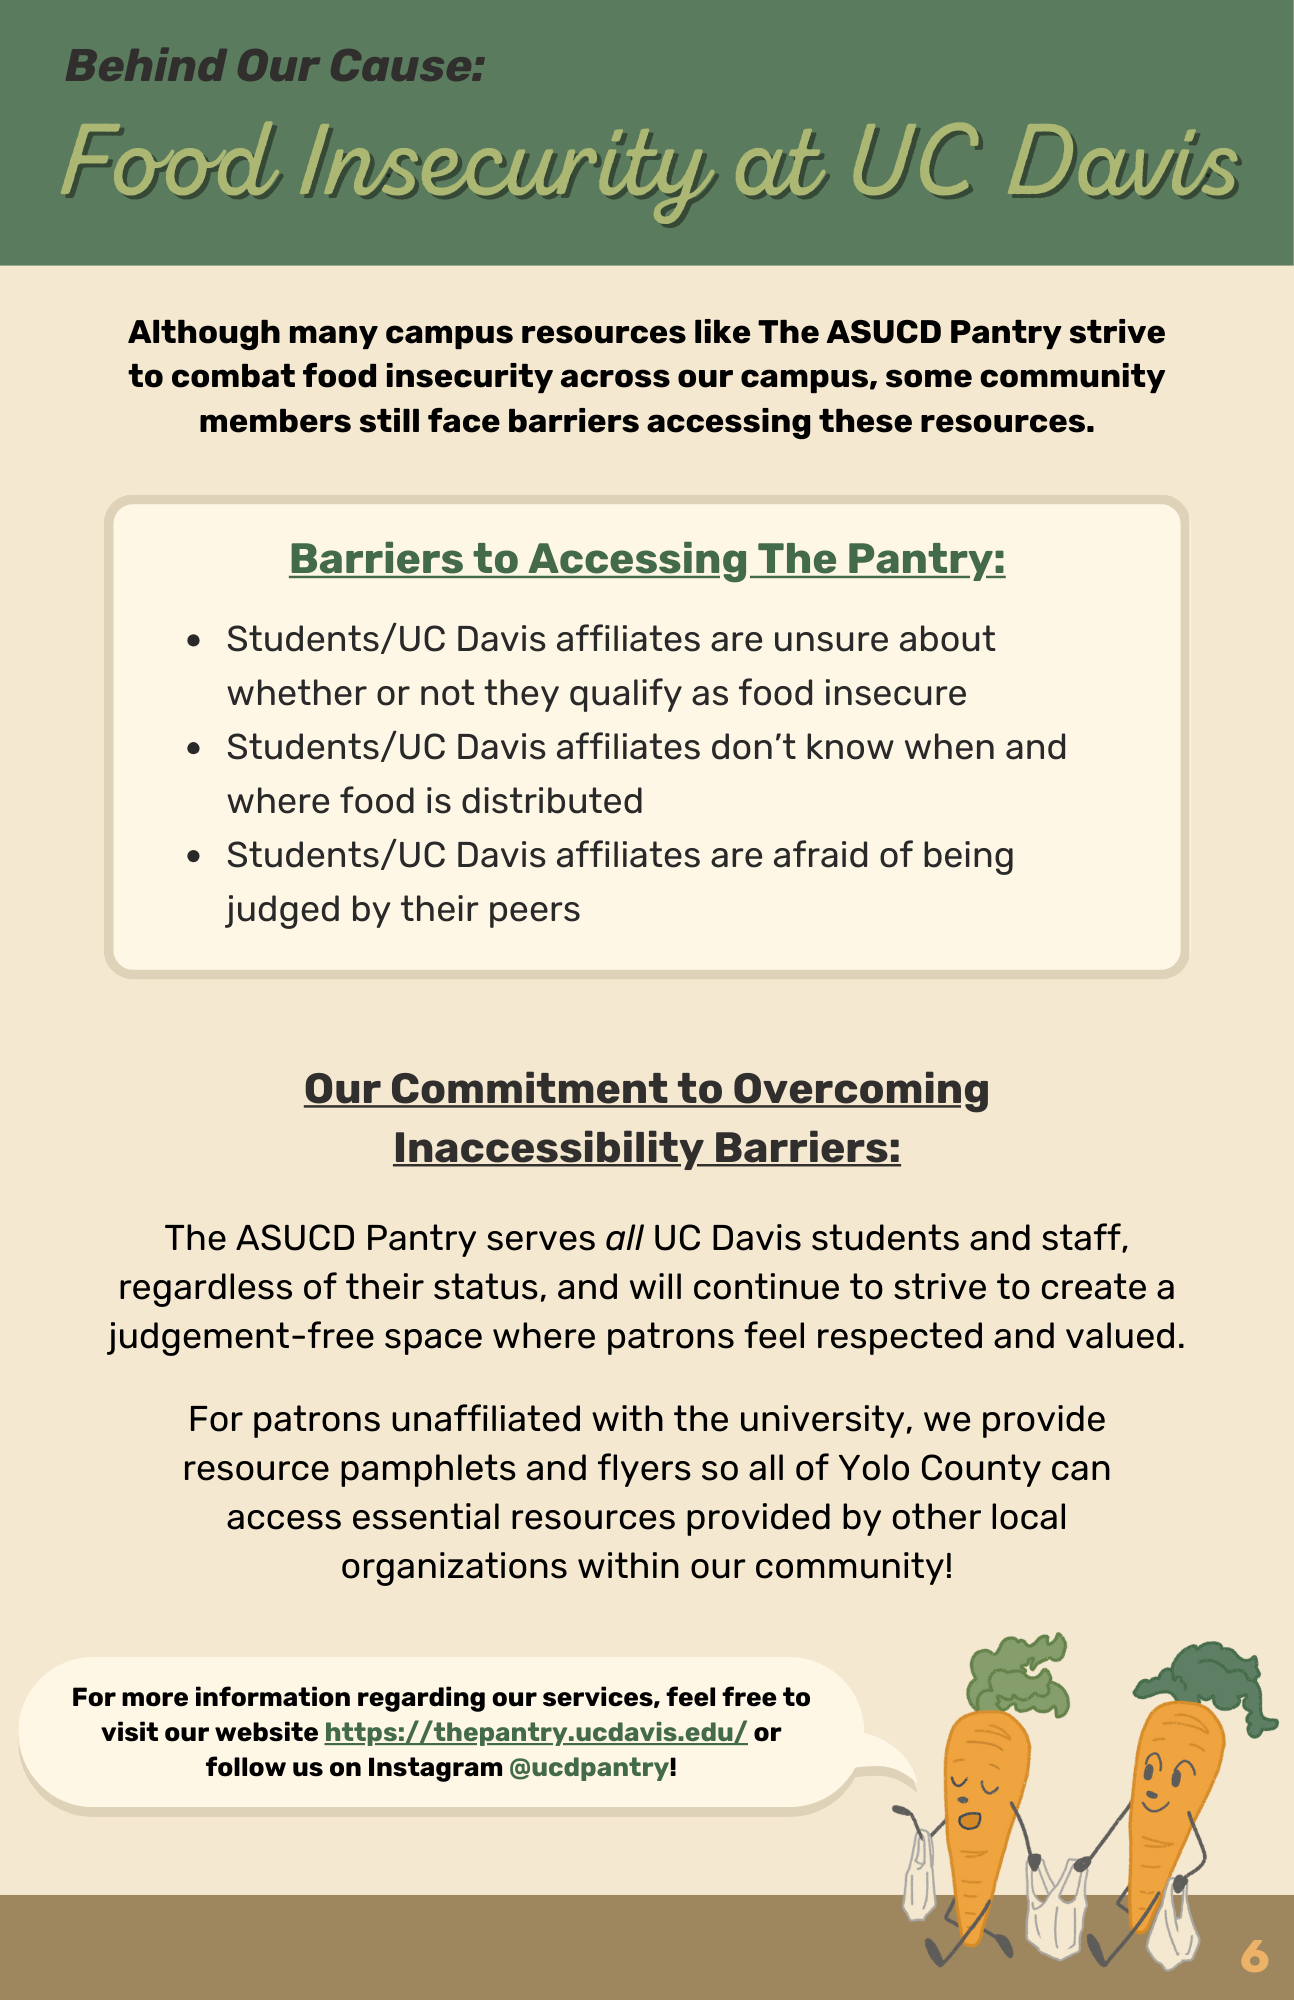 Behind Our Cause:
Food Insecurity at UC Davis
Although many campus resources like The ASUCD Pantry strive
to combat food insecurity across our campus, some community
members still face barriers accessing these resources.
Barriers to Accessing The Pantry:
• Students/UC Davis affiliates are unsure about
whether or not they qualify as food insecure
• Students/UC Davis affiliates don’t know when and
where food is distributed
• Students/UC Davis affiliates are afraid of being
judged by their peers
Our Commitment to Overcoming
Inaccessibility Barriers:
The ASUCD Pantry serves all UC Davis students and staff,
regardless of their status, and will continue to strive to create a
judgement-free space where patrons feel respected and valued.
For patrons unaffiliated with the university, we provide
resource pamphlets and flyers so all of Yolo County can
access essential resources provided by other local
organizations within our community!
For more information regarding our services, feel free to
visit our website https://thepantry.ucdavis.edu/ or
follow us on Instagram @ucdpantry!
6